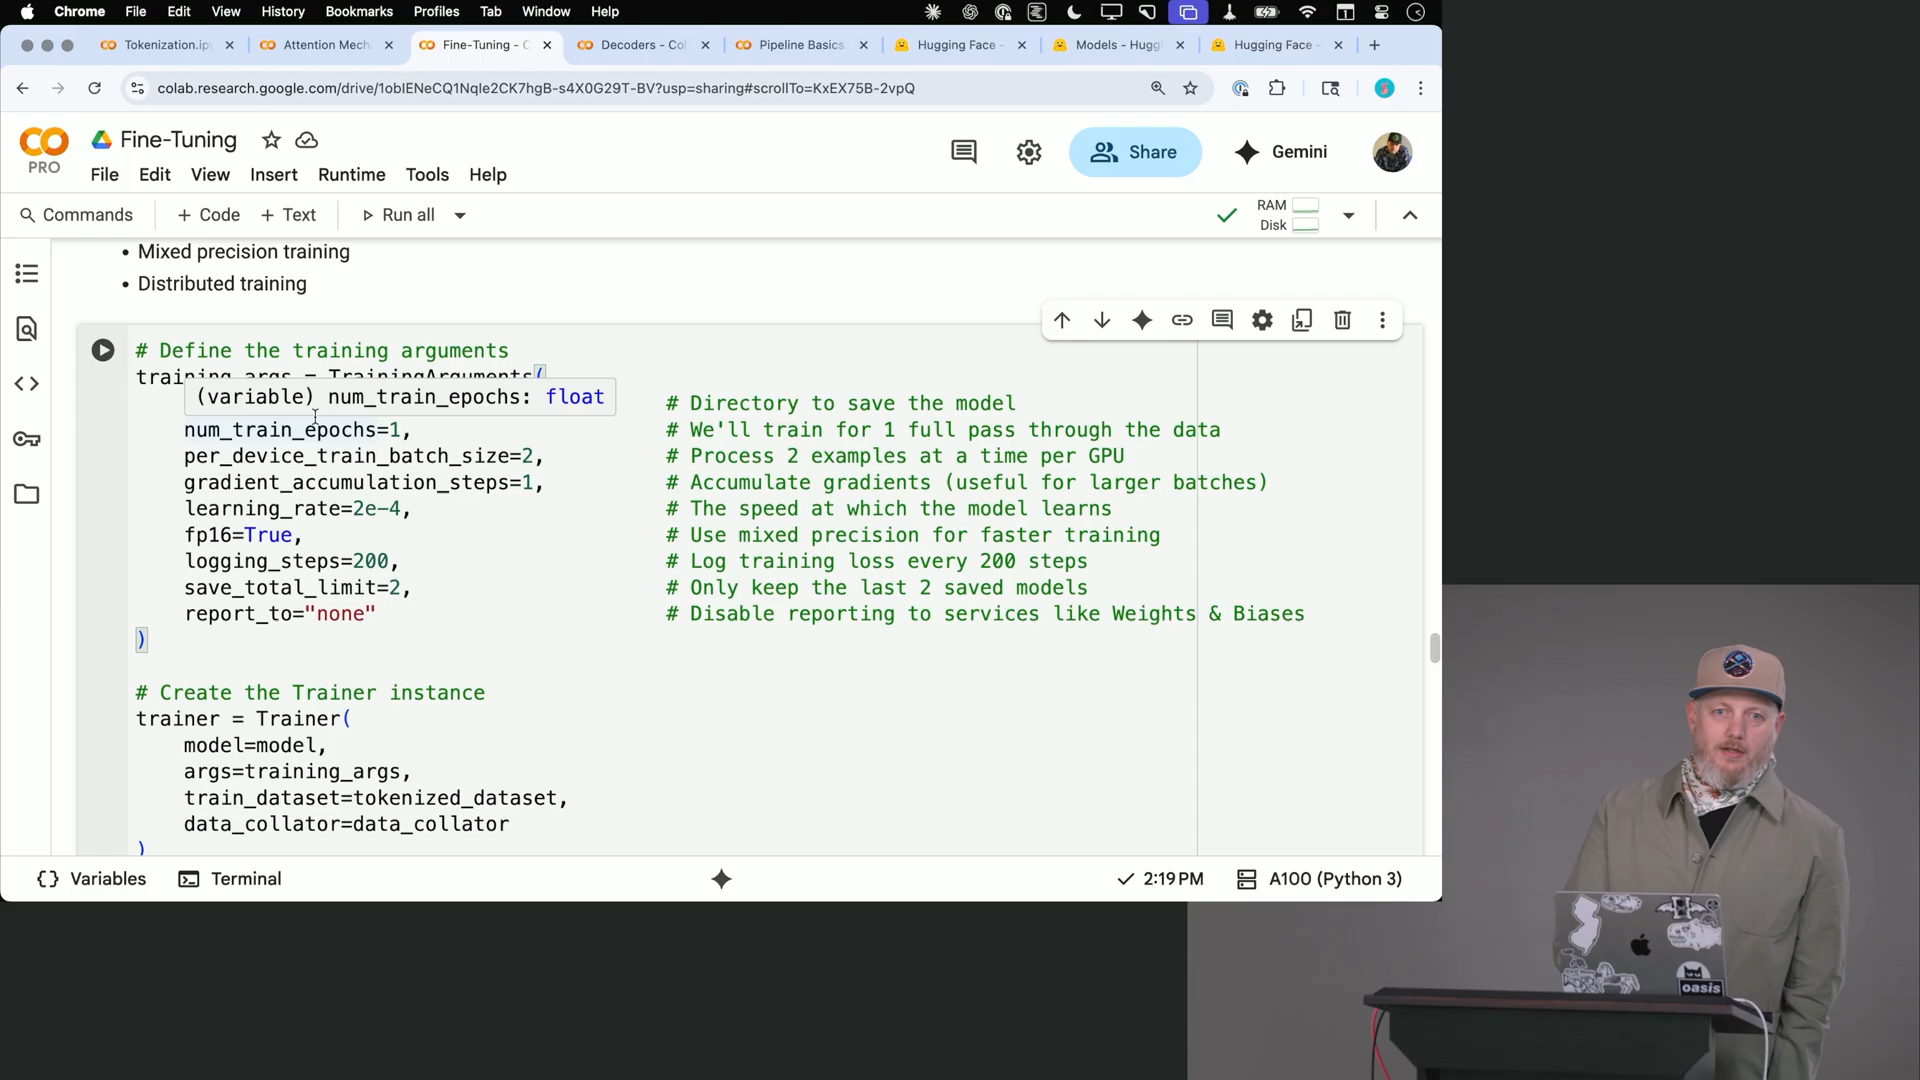 Chrome File Edit View History Bookmarks Profiles Tab Window Help
Tokenization.ip
Attention Mech
Fine-Tuning - C
Decoders - Col
Pipeline Basics
Hugging Face -
Models - Hugg
Hugging Face -
colab.research.google.com/drive/1obIENeCQ1Nqle2CK7hgB-s4X0G29T-BV?usp=sharing#scrollTo=KxEX75B-2vpQ
CO
PRO
Fine-Tuning
Share
Gemini
File Edit View Insert Runtime Tools Help
Commands + Code + Text Run all
RAM
Disk
Mixed precision training
Distributed training
# Define the training arguments
training_args = TrainingArguments(
(variable) num_train_epochs: float
# Directory to save the model
num_train_epochs=1, # We'll train for 1 full pass through the data
per_device_train_batch_size=2, # Process 2 examples at a time per GPU
gradient_accumulation_steps=1, # Accumulate gradients (useful for larger batches)
learning_rate=2e-4, # The speed at which the model learns
fp16=True, # Use mixed precision for faster training
logging_steps=200, # Log training loss every 200 steps
save_total_limit=2, # Only keep the last 2 saved models
report_to="none" # Disable reporting to services like Weights & Biases
)
# Create the Trainer instance
trainer = Trainer(
model=model,
args=training_args,
train_dataset=tokenized_dataset,
data_collator=data_collator
)
Variables
Terminal
2:19 PM
A100 (Python 3)
oasis